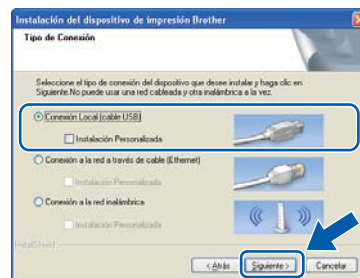 Instalación del dispositivo de impresión Brother
Tipo de Conexión
Seleccione el tipo de conexión del dispositivo que desee instalar y haga clic en
Siguiente.No puede usar una red cableada y otra inalámbrica a la vez.
Conexión Local (cable USB)
Instalación Personalizada
Conexión a la red a través de cable (Ethernet)
Instalación Personalizada
Conexión a la red inalámbrica
Instalación Personalizada
InstallShield
< Atrás
Siguiente >
Cancelar